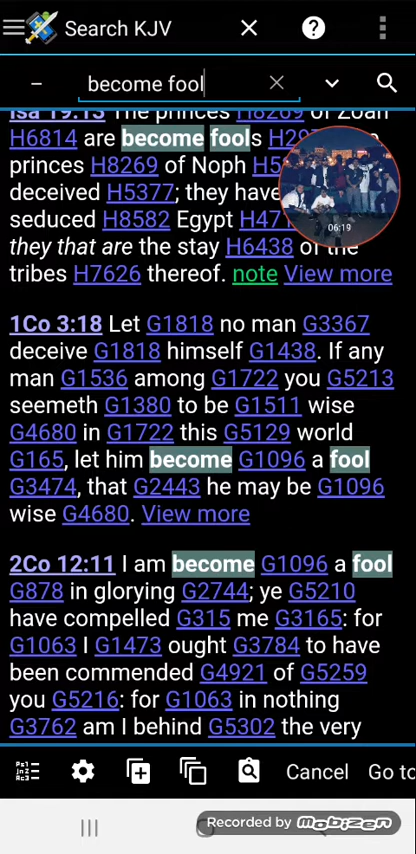 Search KJV
become fool
Isa 19:13 The princes H8269 of Zoan
H6814 are become fools
princes H8269 of Noph
deceived H5377; they have
seduced H8582 Egypt
they that are the stay H6438 of the
tribes H7626 thereof. note View more
1Co 3:18 Let G1818 no man G3367
deceive G1818 himself G1438. If any
man G1536 among G1722 you G5213
seemeth G1380 to be G1511 wise
G4680 in G1722 this G5129 world
G165, let him become G1096 a fool
G3474, that G2443 he may be G1096
wise G4680. View more
2Co 12:11 I am become G1096 a fool
G878 in glorying G2744; ye G5210
have compelled G315 me G3165: for
G1063 I G1473 ought G3784 to have
been commended G4921 of G5259
you G5216: for G1063 in nothing
G3762 am I behind G5302 the very
Cancel Go to
Recorded by mobizen
06:19